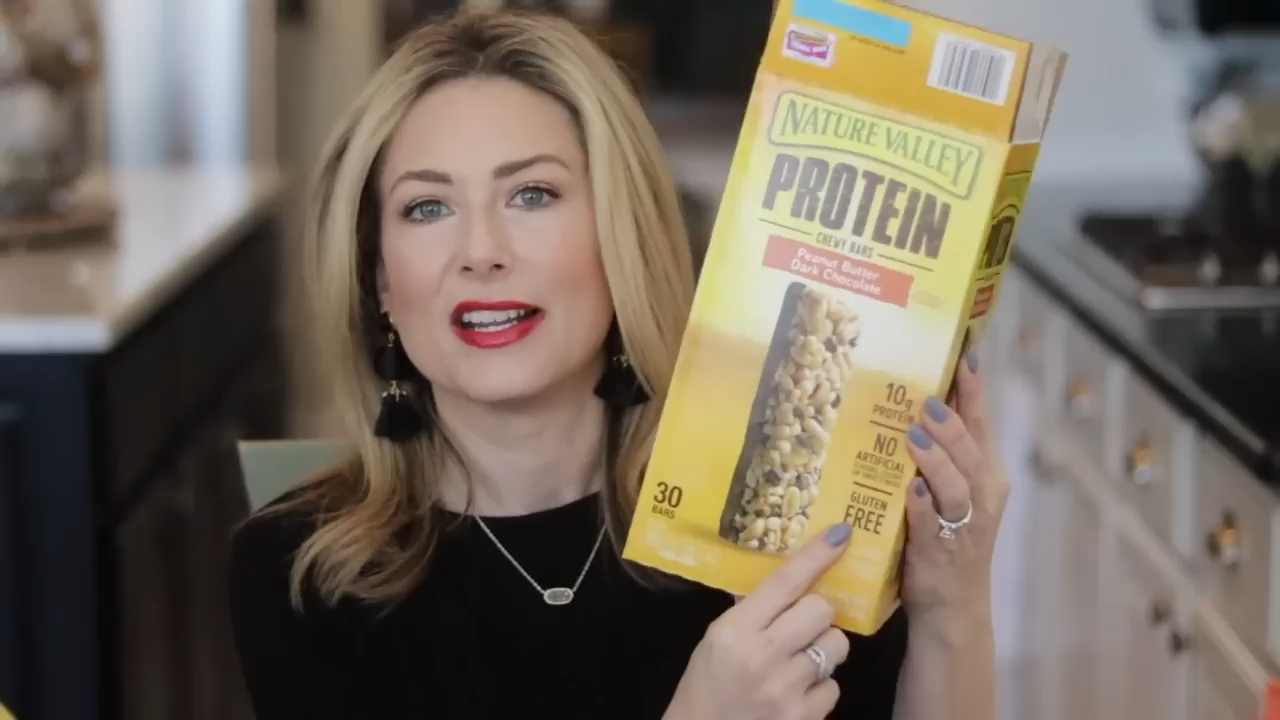 NATURE VALLEY
PROTEIN
CHEWY BARS
Peanut Butter
Dark Chocolate
10g
PROTEIN
NO
ARTIFICIAL
GLUTEN
FREE
30
BARS